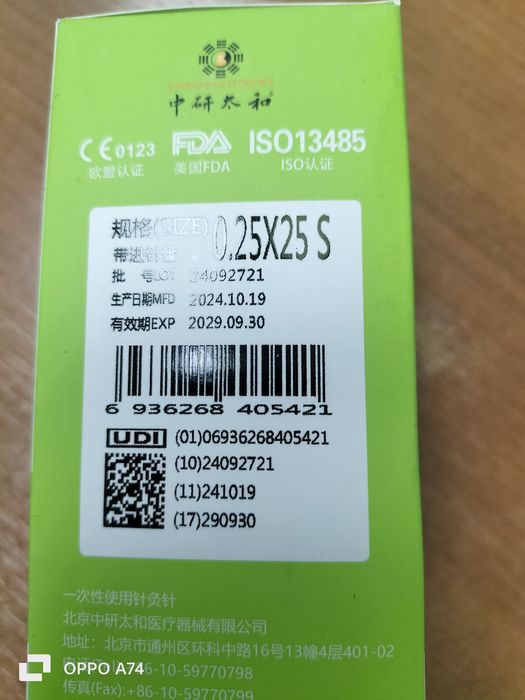 中研太和
CE0123 FDA ISO13485
欧盟认证 美国FDA ISO认证
规格(SIZE) 0.25X25 S
带进针管
批 号LOT 24092721
生产日期MFD 2024.10.19
有效期EXP 2029.09.30
6 936268 405421
UDI (01)06936268405421
(10)24092721
(11)241019
(17)290930
一次性使用针灸针
北京中研太和医疗器械有限公司
地址：北京市通州区环科中路16号13幢4层401-02
+86-10-59770798
传真(Fax):+86-10-59770799
OPPO A74